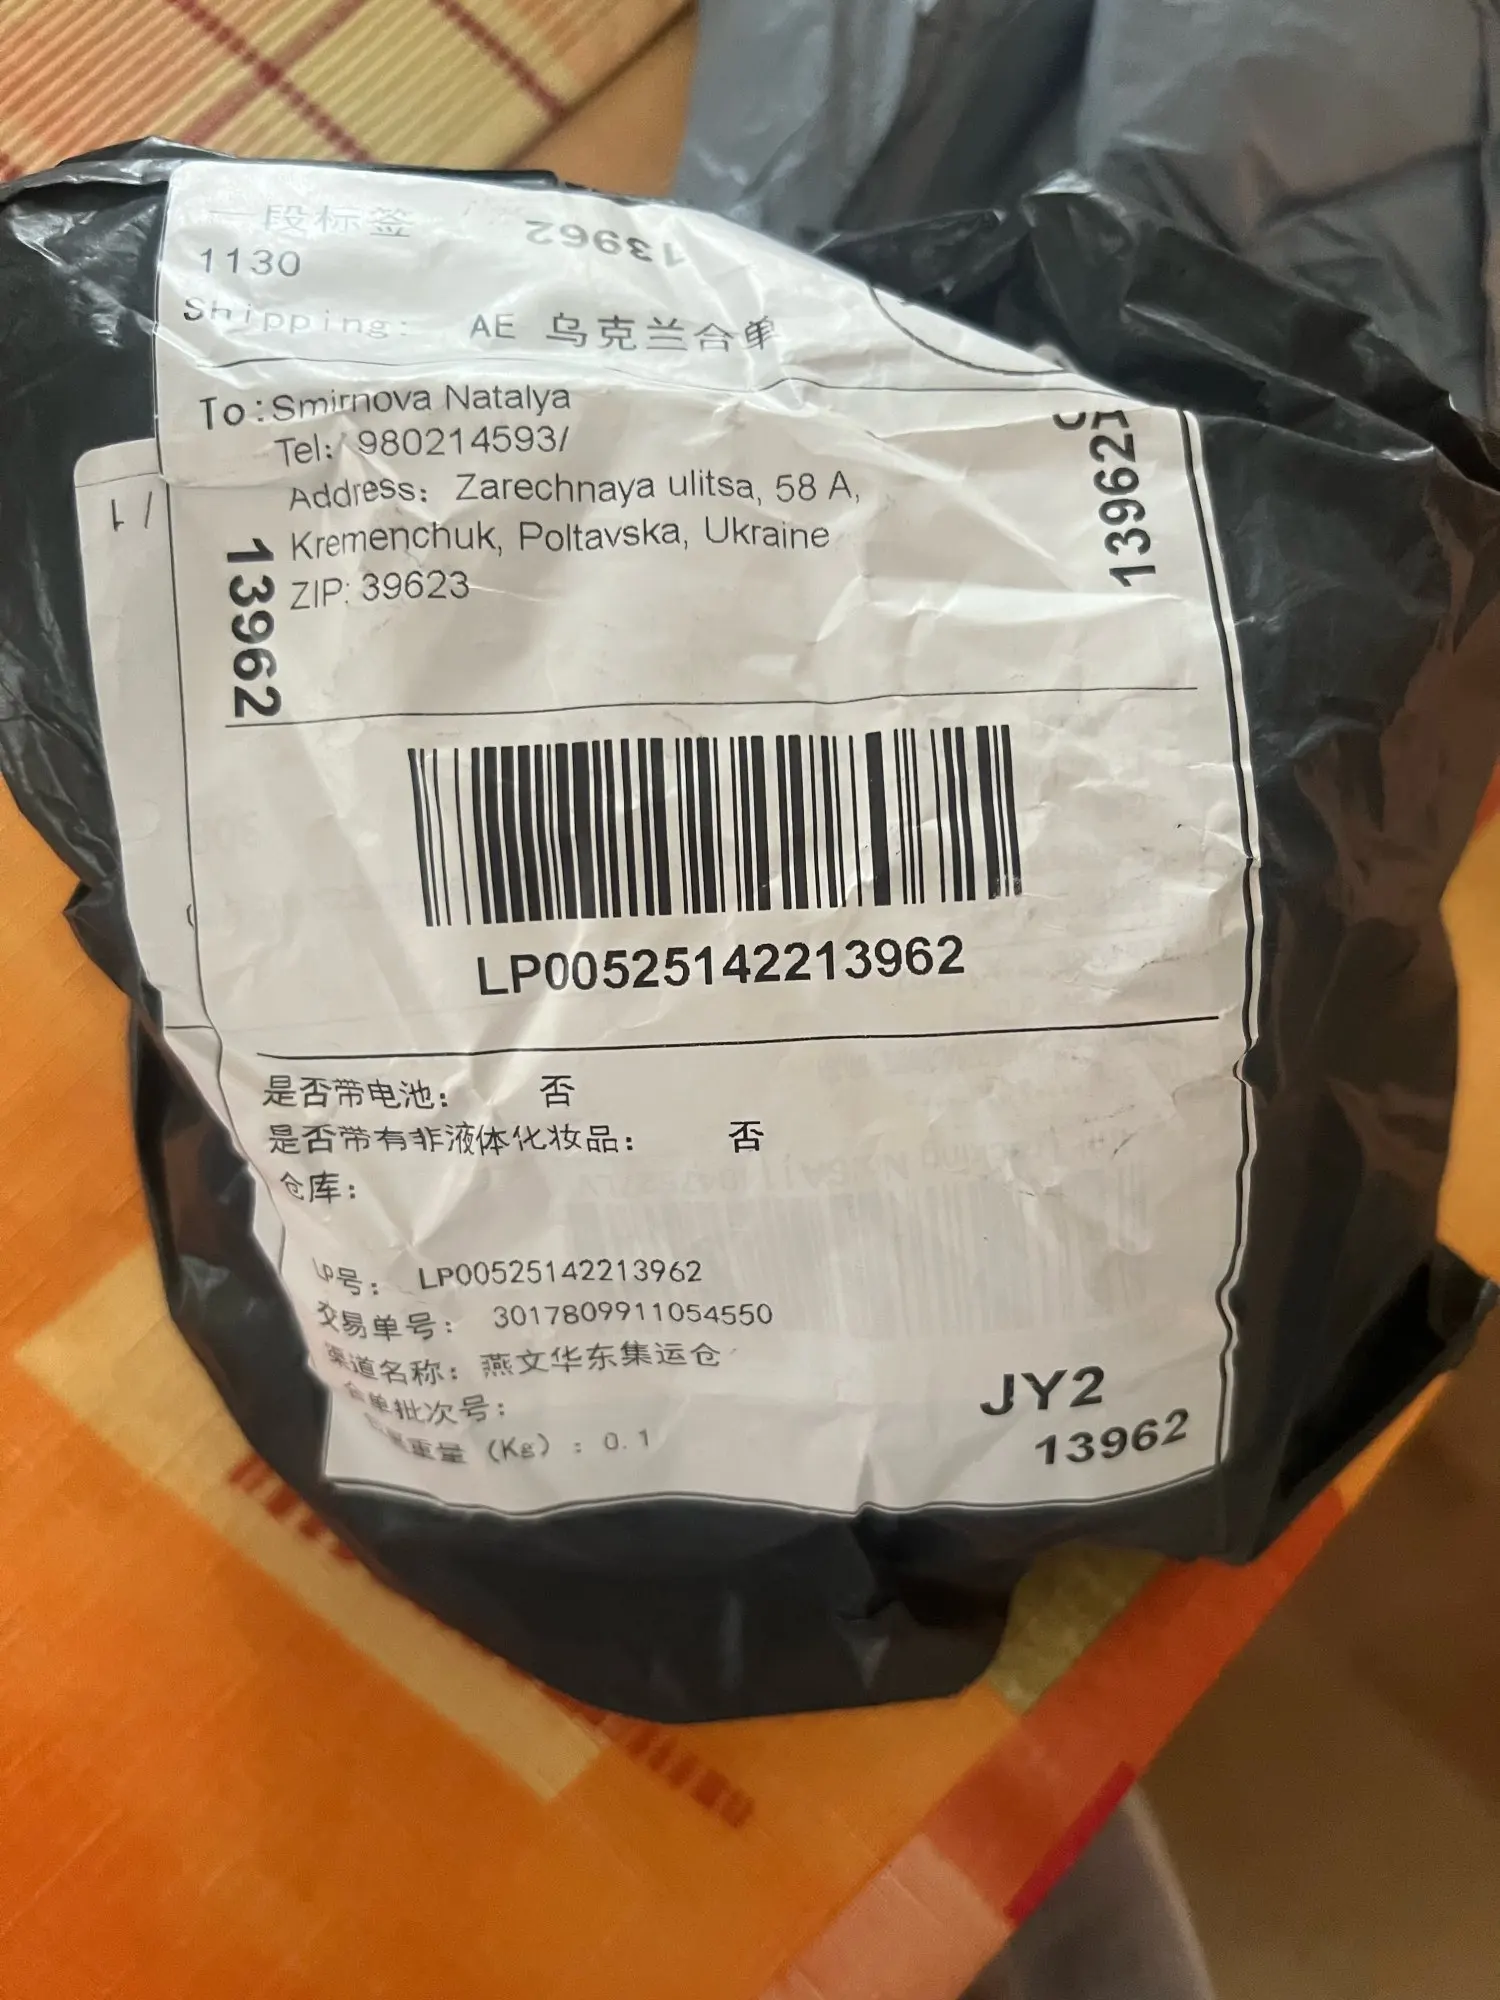 一段标签 13962
1130
Shipping: AE 乌克兰合单
To:Smirnova Natalya
Tel: 980214593/
Address: Zarechnaya ulitsa, 58 A,
Kremenchuk, Poltavska, Ukraine
ZIP: 39623
13962
13962
LP00525142213962
是否带电池: 否
是否带有非液体化妆品: 否
仓库:
LP号: LP00525142213962
交易单号: 3017809911054550
渠道名称: 燕文华东集运仓
合单批次号:
重量 (Kg) : 0.1
JY2
13962